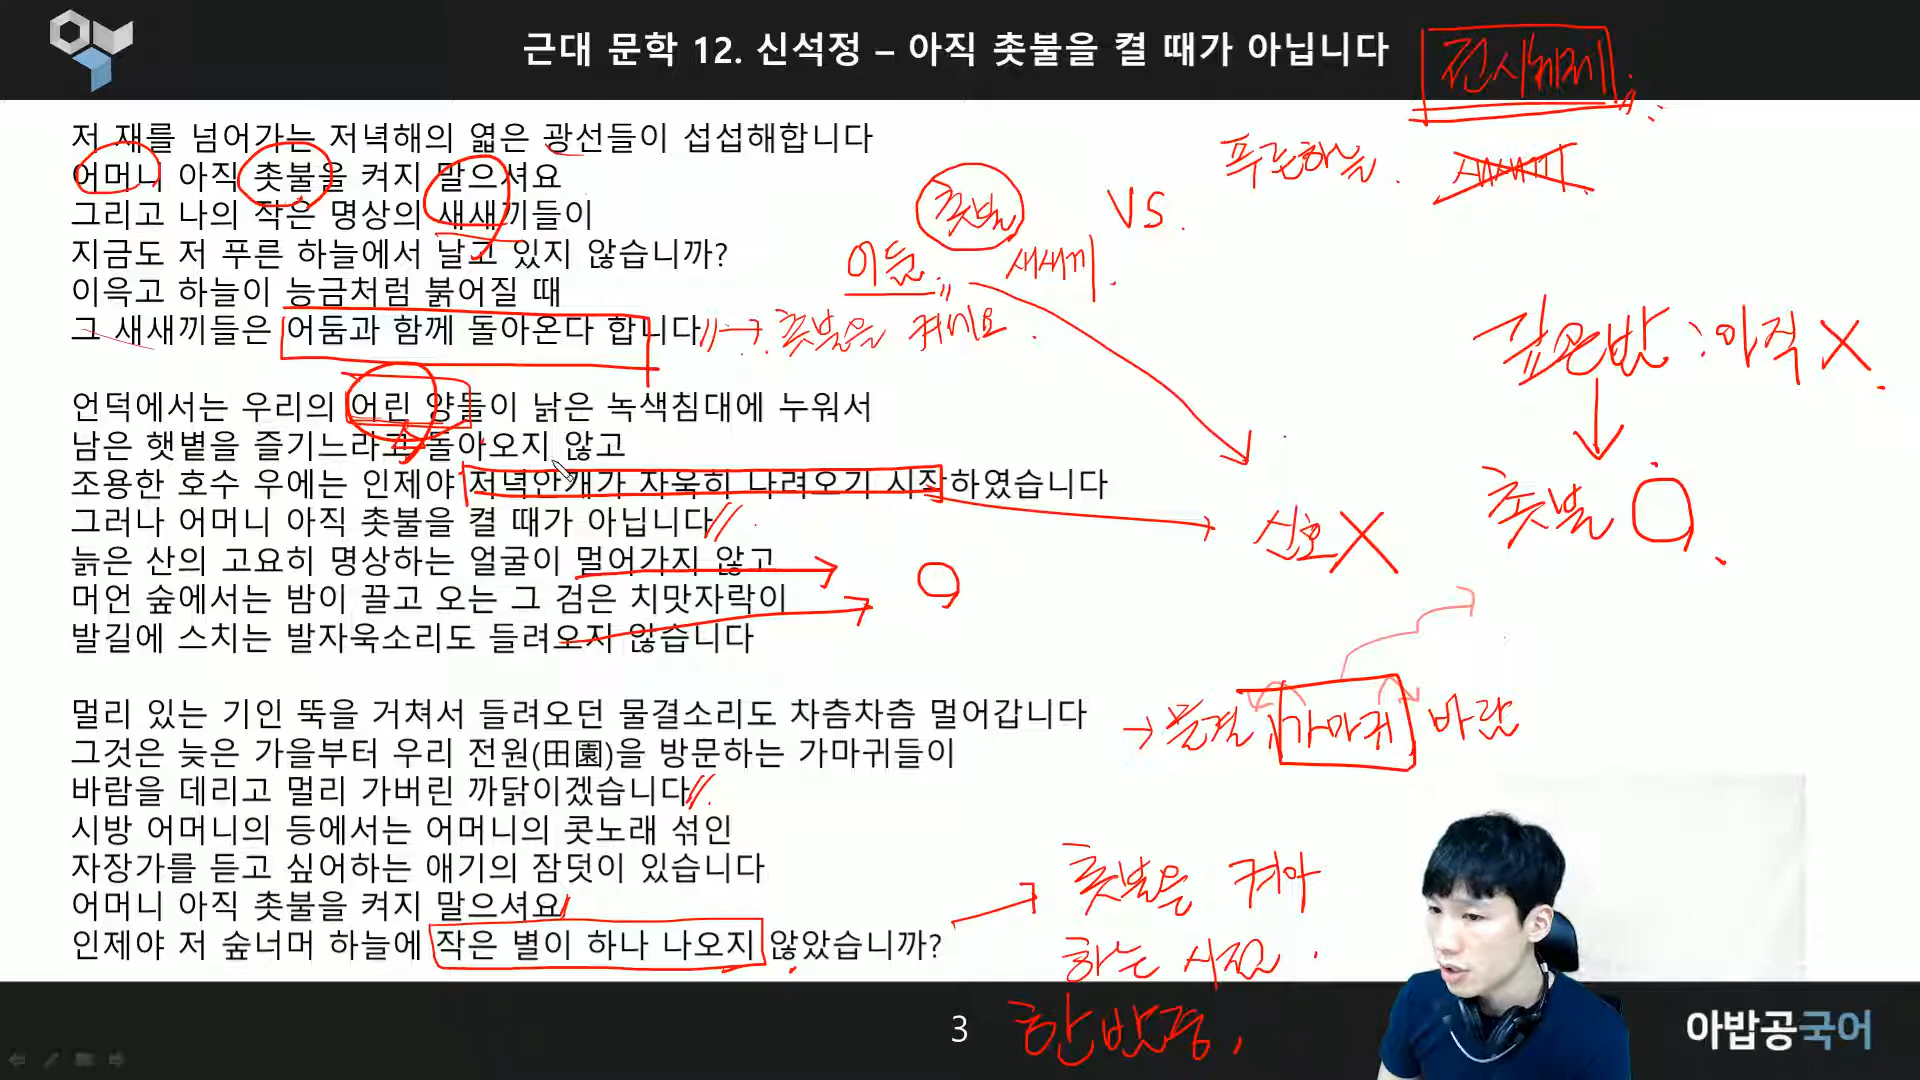 근대 문학 12. 신석정 – 아직 촛불을 켤 때가 아닙니다
저 재를 넘어가는 저녁해의 엷은 광선들이 섭섭해합니다
어머니 아직 촛불을 켜지 말으셔요
그리고 나의 작은 명상의 새새끼들이
지금도 저 푸른 하늘에서 날고 있지 않습니까?
이윽고 하늘이 능금처럼 붉어질 때
그 새새끼들은 어둠과 함께 돌아온다 합니다
언덕에서는 우리의 어린 양들이 낡은 녹색침대에 누워서
남은 햇볕을 즐기느라고 돌아오지 않고
조용한 호수 우에는 인제야 저녁안개가 자욱히 나려오기 시작하였습니다
그러나 어머니 아직 촛불을 켤 때가 아닙니다
늙은 산의 고요히 명상하는 얼굴이 멀어가지 않고
머언 숲에서는 밤이 끌고 오는 그 검은 치맛자락이
발길에 스치는 발자욱소리도 들려오지 않습니다
멀리 있는 기인 뚝을 거쳐서 들려오던 물결소리도 차츰차츰 멀어갑니다
그것은 늦은 가을부터 우리 전원(田園)을 방문하는 가마귀들이
바람을 데리고 멀리 가버린 까닭이겠습니다
시방 어머니의 등에서는 어머니의 콧노래 섞인
자장가를 듣고 싶어하는 애기의 잠덧이 있습니다
어머니 아직 촛불을 켜지 말으셔요
인제야 저 숲너머 하늘에 작은 별이 하나 나오지 않았습니까?
푸른하늘.
촛불 VS.
어둠 새새끼
→ 촛불을 켜세요.
깊은밤 : 아직 X
촛불 O
신호 X
O
→ 물결, 가마귀 바람
촛불을 켜야
하는 시점.
한밤중,
3
아밥공국어